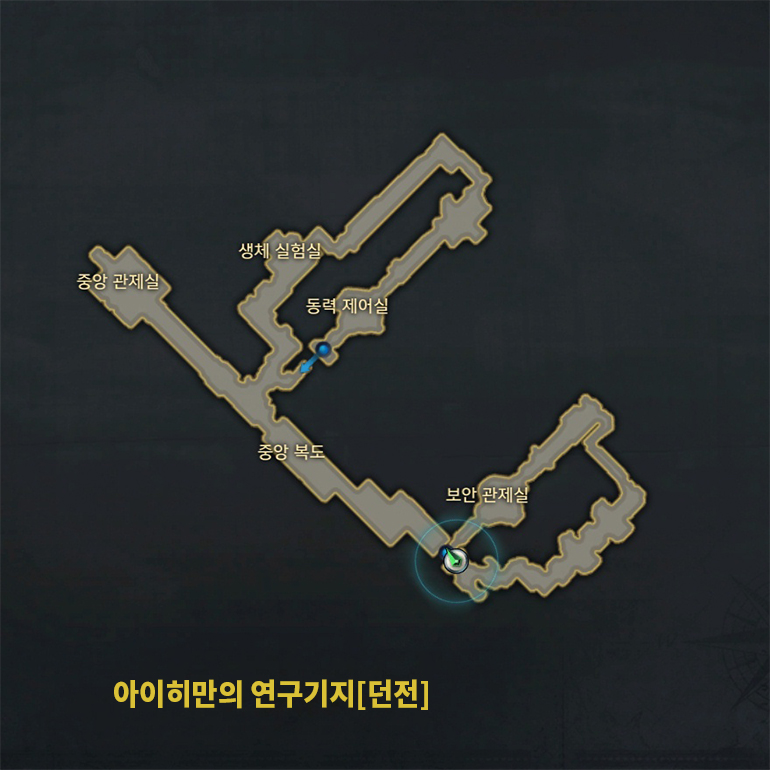 생체 실험실
중앙 관제실
동력 제어실
중앙 복도
보안 관제실
아이히만의 연구기지[던전]